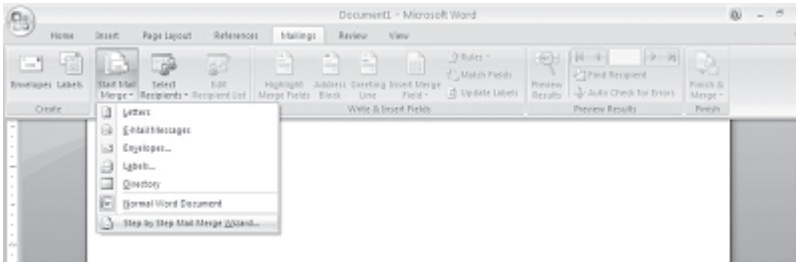 Document1 - Microsoft Word
Home Insert Page Layout References Mailings Review View
Envelopes Labels
Create
Start Mail Merge
Select Recipients
Edit Recipient List
Highlight Merge Fields
Address Block
Greeting Line
Insert Merge Field
Rules
Match Fields
Update Labels
Write & Insert Fields
Preview Results
Find Recipient
Auto Check for Errors
Preview Results
Finish & Merge
Finish
Letters
E-Mail Messages
Envelopes...
Labels...
Directory
Normal Word Document
Step by Step Mail Merge Wizard...